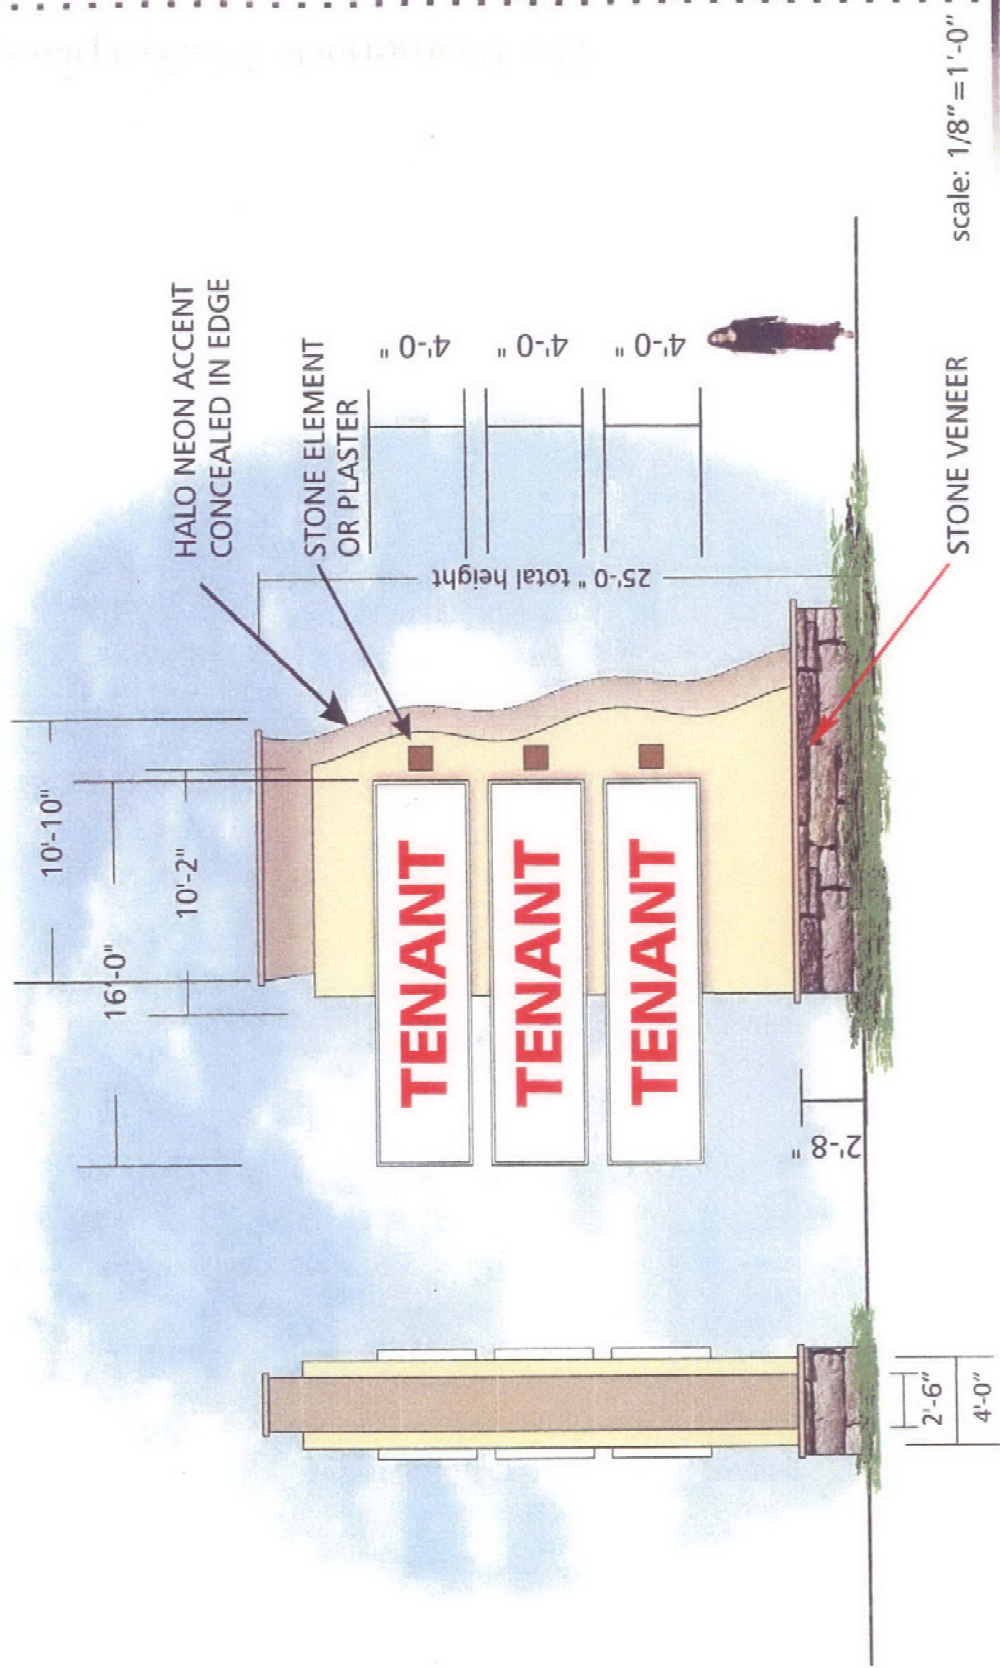 10'-10"
16'-0"
10'-2"
HALO NEON ACCENT
CONCEALED IN EDGE
STONE ELEMENT
OR PLASTER
25'-0" total height
TENANT
4'-0"
TENANT
4'-0"
TENANT
4'-0"
2'-8"
STONE VENEER
2'-6"
4'-0"
scale: 1/8"=1'-0"